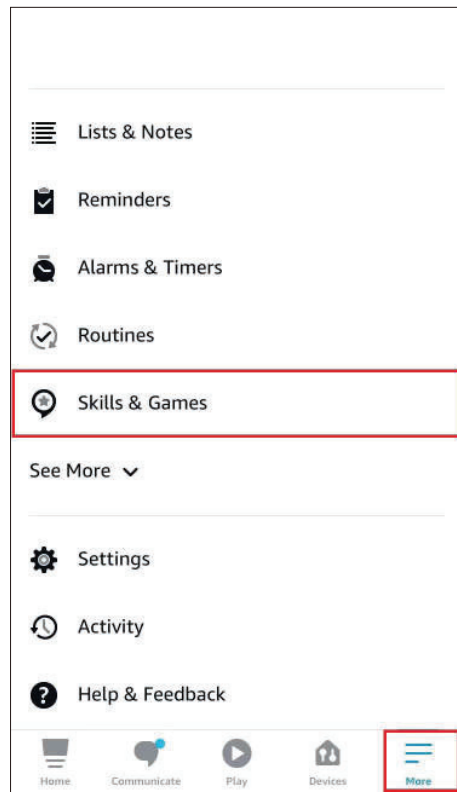 Lists & Notes
Reminders
Alarms & Timers
Routines
Skills & Games
See More
Settings
Activity
Help & Feedback
Home Communicate Play Devices More